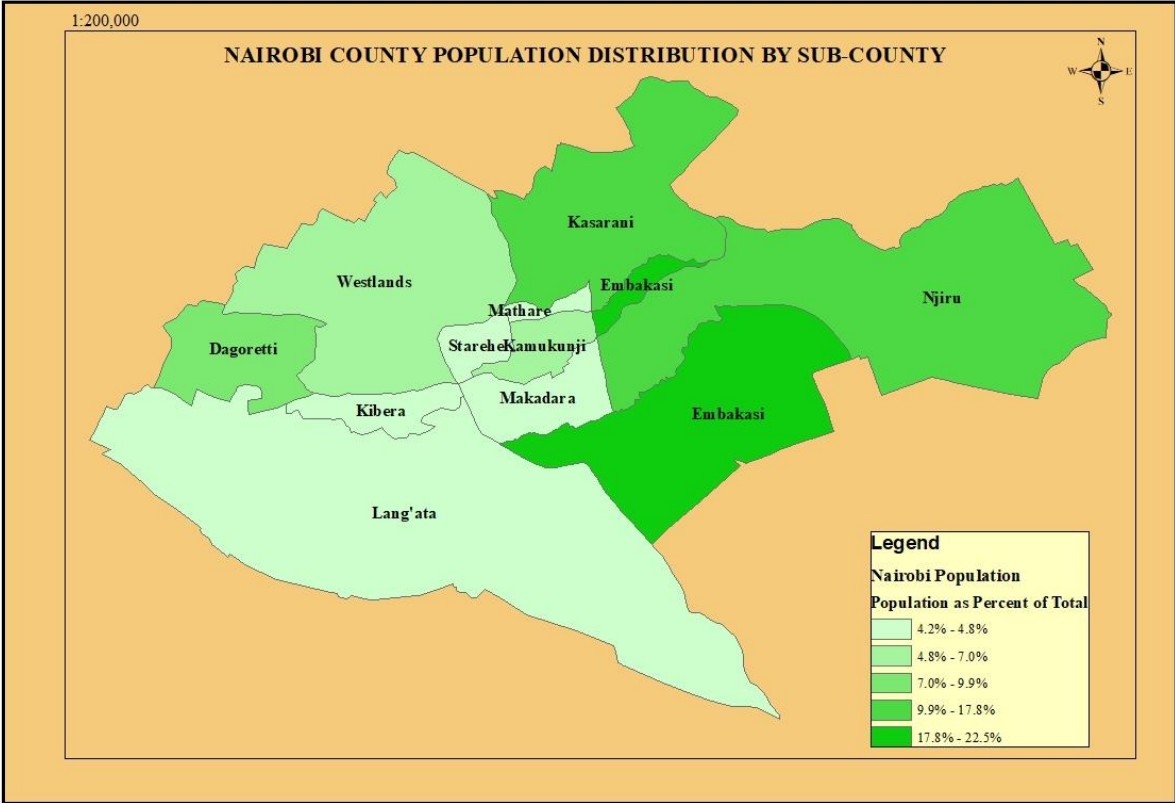 1:200,000
NAIROBI COUNTY POPULATION DISTRIBUTION BY SUB-COUNTY
N
W E
S
Kasarani
Westlands
Embakasi
Njiru
Mathare
Starehe
Kamukunji
Dagoretti
Makadara
Kibera
Embakasi
Lang'ata
Legend
Nairobi Population
Population as Percent of Total
4.2% - 4.8%
4.8% - 7.0%
7.0% - 9.9%
9.9% - 17.8%
17.8% - 22.5%